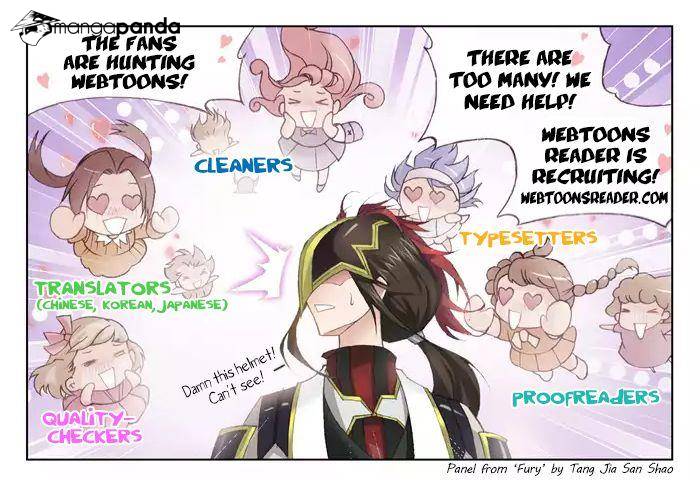 mangapanda
THE FANS
ARE HUNTING
WEBTOONS!
THERE ARE
TOO MANY! WE
NEED HELP!
WEBTOONS
READER IS
RECRUITING!
WEBTOONSREADER.COM
CLEANERS
TYPESETTERS
TRANSLATORS
(CHINESE, KOREAN, JAPANESE)
Damn this helmet!
Can't see!
PROOFREADERS
QUALITY-
CHECKERS
Panel from 'Fury' by Tang Jia San Shao